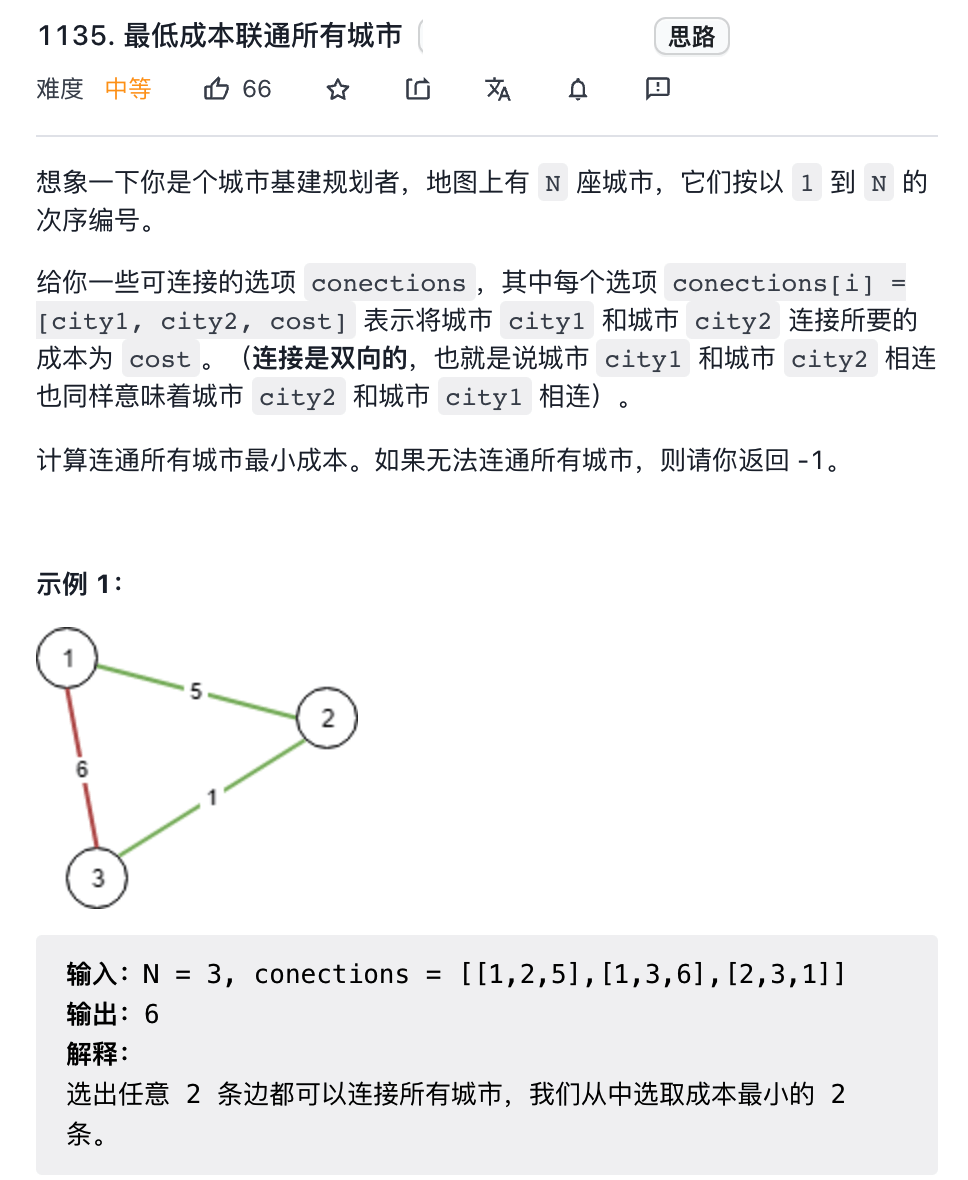 1135. 最低成本联通所有城市 (
思路
难度 中等 66
想象一下你是个城市基建规划者，地图上有 N 座城市，它们按以 1 到 N 的
次序编号。
给你一些可连接的选项 conections，其中每个选项 conections[i] =
[city1, city2, cost] 表示将城市 city1 和城市 city2 连接所要的
成本为 cost。（连接是双向的，也就是说城市 city1 和城市 city2 相连
也同样意味着城市 city2 和城市 city1 相连）。
计算连通所有城市最小成本。如果无法连通所有城市，则请你返回 -1。
示例 1：
1
5
2
6
1
3
输入：N = 3, conections = [[1,2,5],[1,3,6],[2,3,1]]
输出：6
解释：
选出任意 2 条边都可以连接所有城市，我们从中选取成本最小的 2
条。